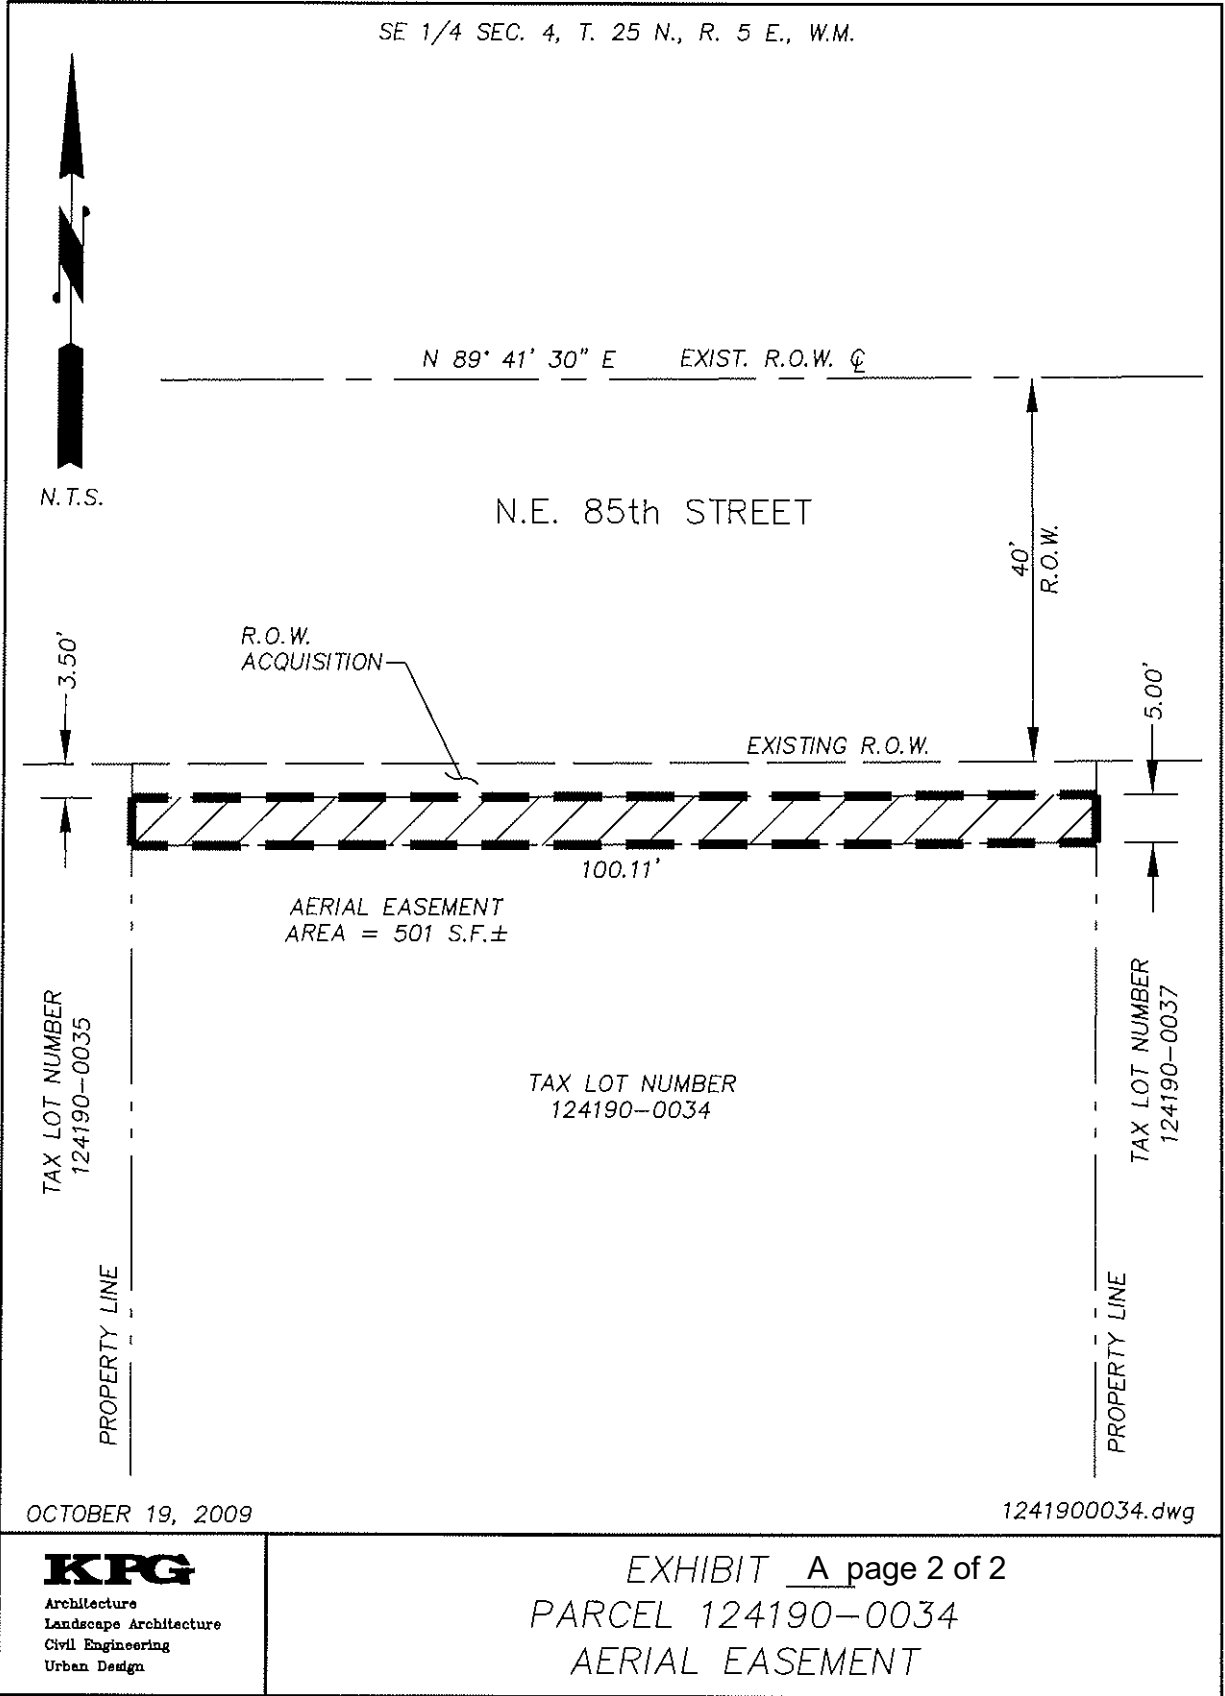 SE 1/4 SEC. 4, T. 25 N., R. 5 E., W.M.
N
N.T.S.
N 89° 41' 30" E EXIST. R.O.W. ℄
N.E. 85th STREET
40'
R.O.W.
3.50'
R.O.W.
ACQUISITION
5.00'
EXISTING R.O.W.
100.11'
AERIAL EASEMENT
AREA = 501 S.F.±
TAX LOT NUMBER
124190-0035
TAX LOT NUMBER
124190-0034
TAX LOT NUMBER
124190-0037
PROPERTY LINE
PROPERTY LINE
OCTOBER 19, 2009
1241900034.dwg
KPG
Architecture
Landscape Architecture
Civil Engineering
Urban Design
EXHIBIT A page 2 of 2
PARCEL 124190-0034
AERIAL EASEMENT